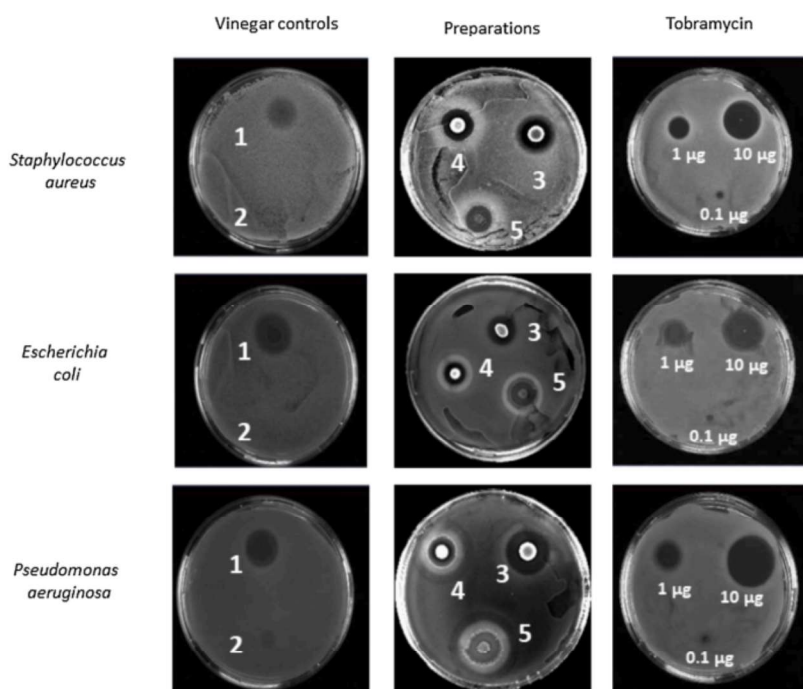 Vinegar controls
Preparations
Tobramycin
Staphylococcus
aureus
1
2
4
3
5
1 µg
10 µg
0.1 µg
Escherichia
coli
1
2
3
4
5
1 µg
10 µg
0.1 µg
Pseudomonas
aeruginosa
1
2
4
3
5
1 µg
10 µg
0.1 µg